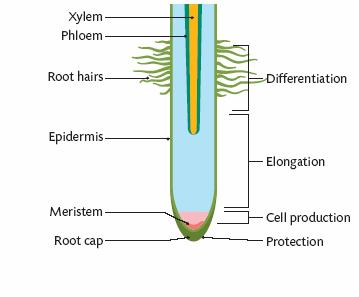 Xylem
Phloem
Root hairs
Differentiation
Epidermis
Elongation
Meristem
Cell production
Root cap
Protection